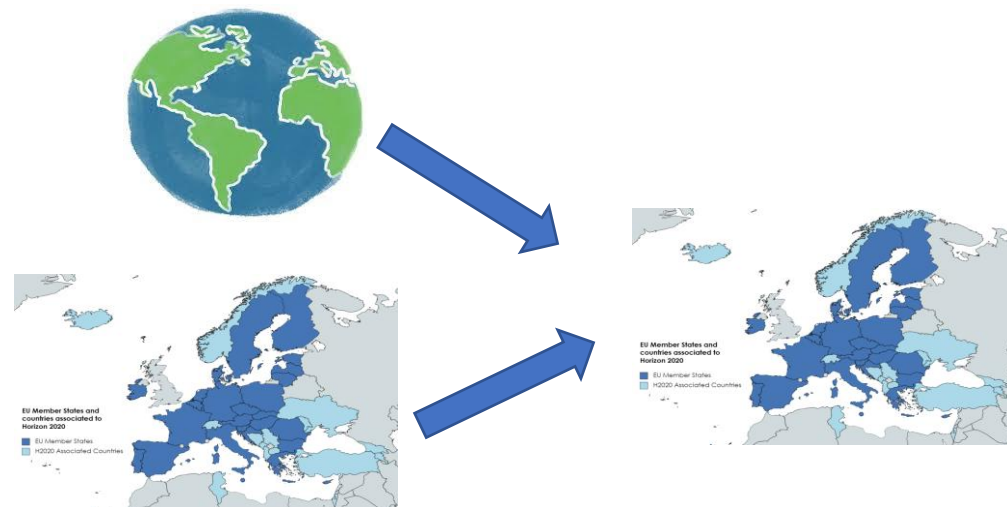 EU Member States and
countries associated to
Horizon 2020
EU Member States
H2020 Associated Countries
EU Member States and
countries associated to
Horizon 2020
EU Member States
H2020 Associated Countries